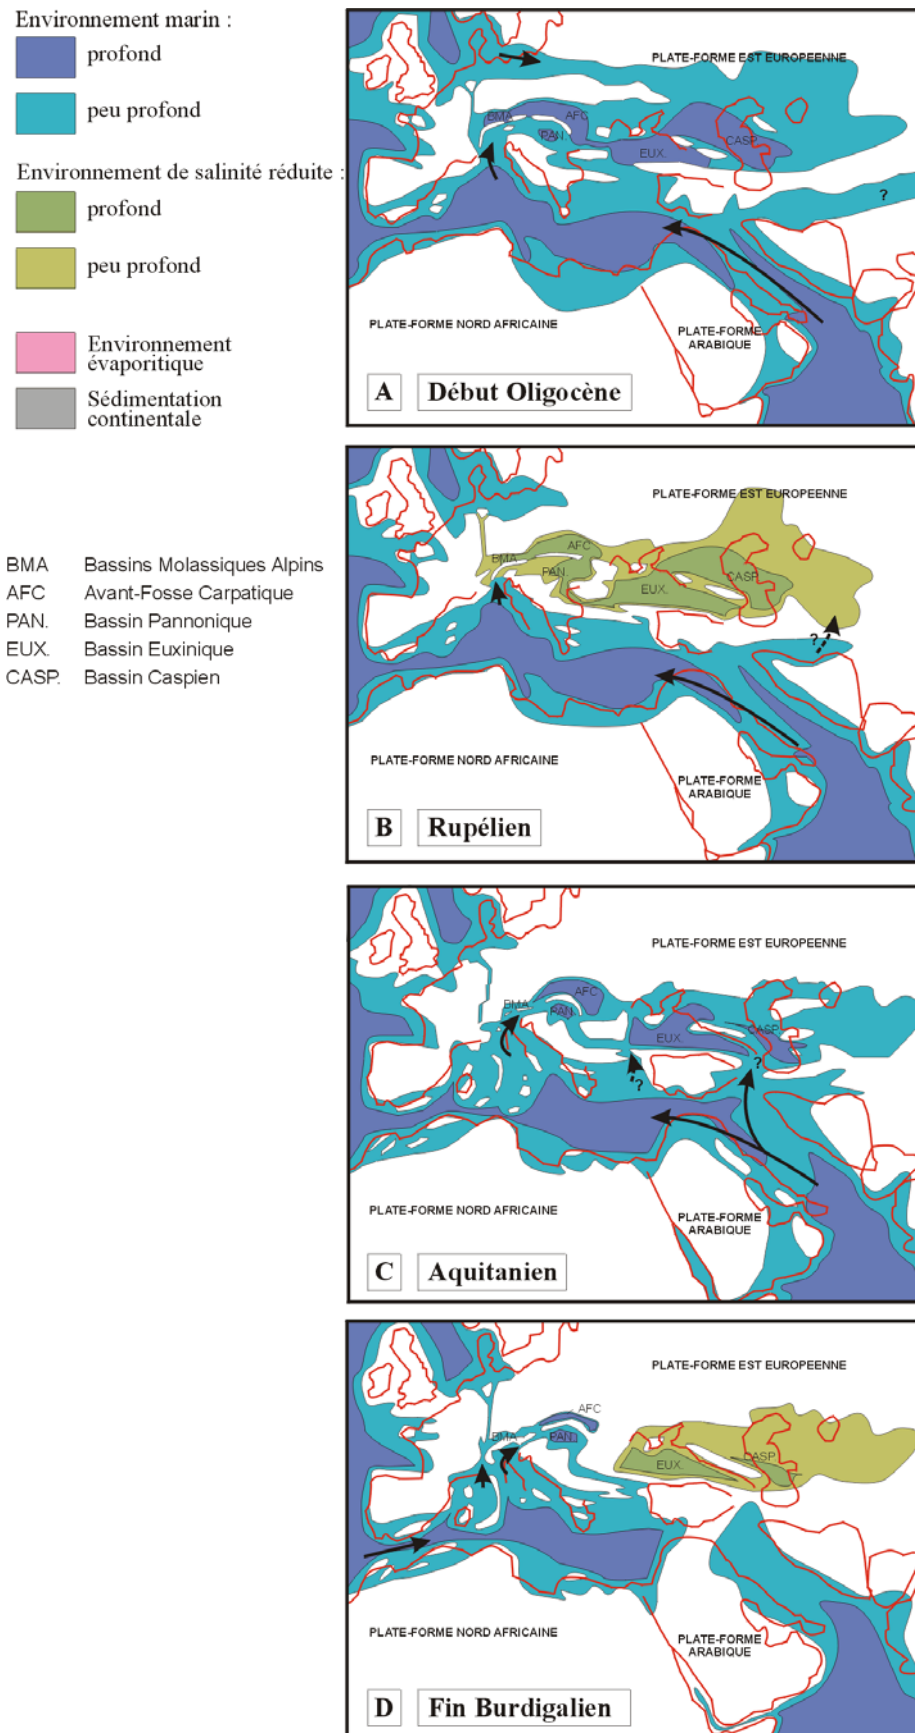 Environnement marin :
profond
peu profond
Environnement de salinité réduite :
profond
peu profond
Environnement
évaporitique
Sédimentation
continentale
BMA Bassins Molassiques Alpins
AFC Avant-Fosse Carpatique
PAN. Bassin Pannonique
EUX. Bassin Euxinique
CASP. Bassin Caspien
PLATE-FORME EST EUROPEENNE
BMA
AFC
PAN.
EUX.
CASP.
?
PLATE-FORME NORD AFRICAINE
PLATE-FORME
ARABIQUE
A Début Oligocène
PLATE-FORME EST EUROPEENNE
BMA
AFC
PAN.
EUX.
CASP.
?
PLATE-FORME NORD AFRICAINE
PLATE-FORME
ARABIQUE
B Rupélien
PLATE-FORME EST EUROPEENNE
BMA
AFC
PAN.
EUX.
CASP.
?
?
PLATE-FORME NORD AFRICAINE
PLATE-FORME
ARABIQUE
C Aquitanien
PLATE-FORME EST EUROPEENNE
AFC
BMA
PAN.
EUX.
CASP.
PLATE-FORME NORD AFRICAINE
PLATE-FORME
ARABIQUE
D Fin Burdigalien